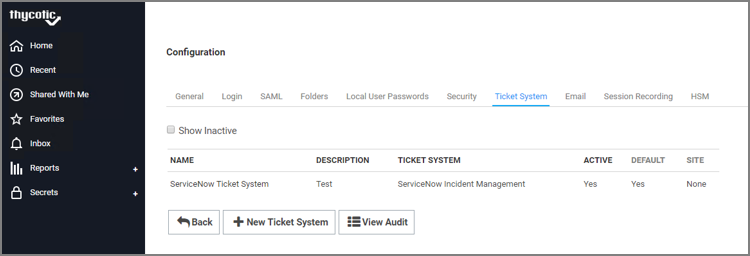 thycotic
Home
Recent
Shared With Me
Favorites
Inbox
Reports +
Secrets +
Configuration
General Login SAML Folders Local User Passwords Security Ticket System Email Session Recording HSM
Show Inactive
NAME DESCRIPTION TICKET SYSTEM ACTIVE DEFAULT SITE
ServiceNow Ticket System Test ServiceNow Incident Management Yes Yes None
Back New Ticket System View Audit